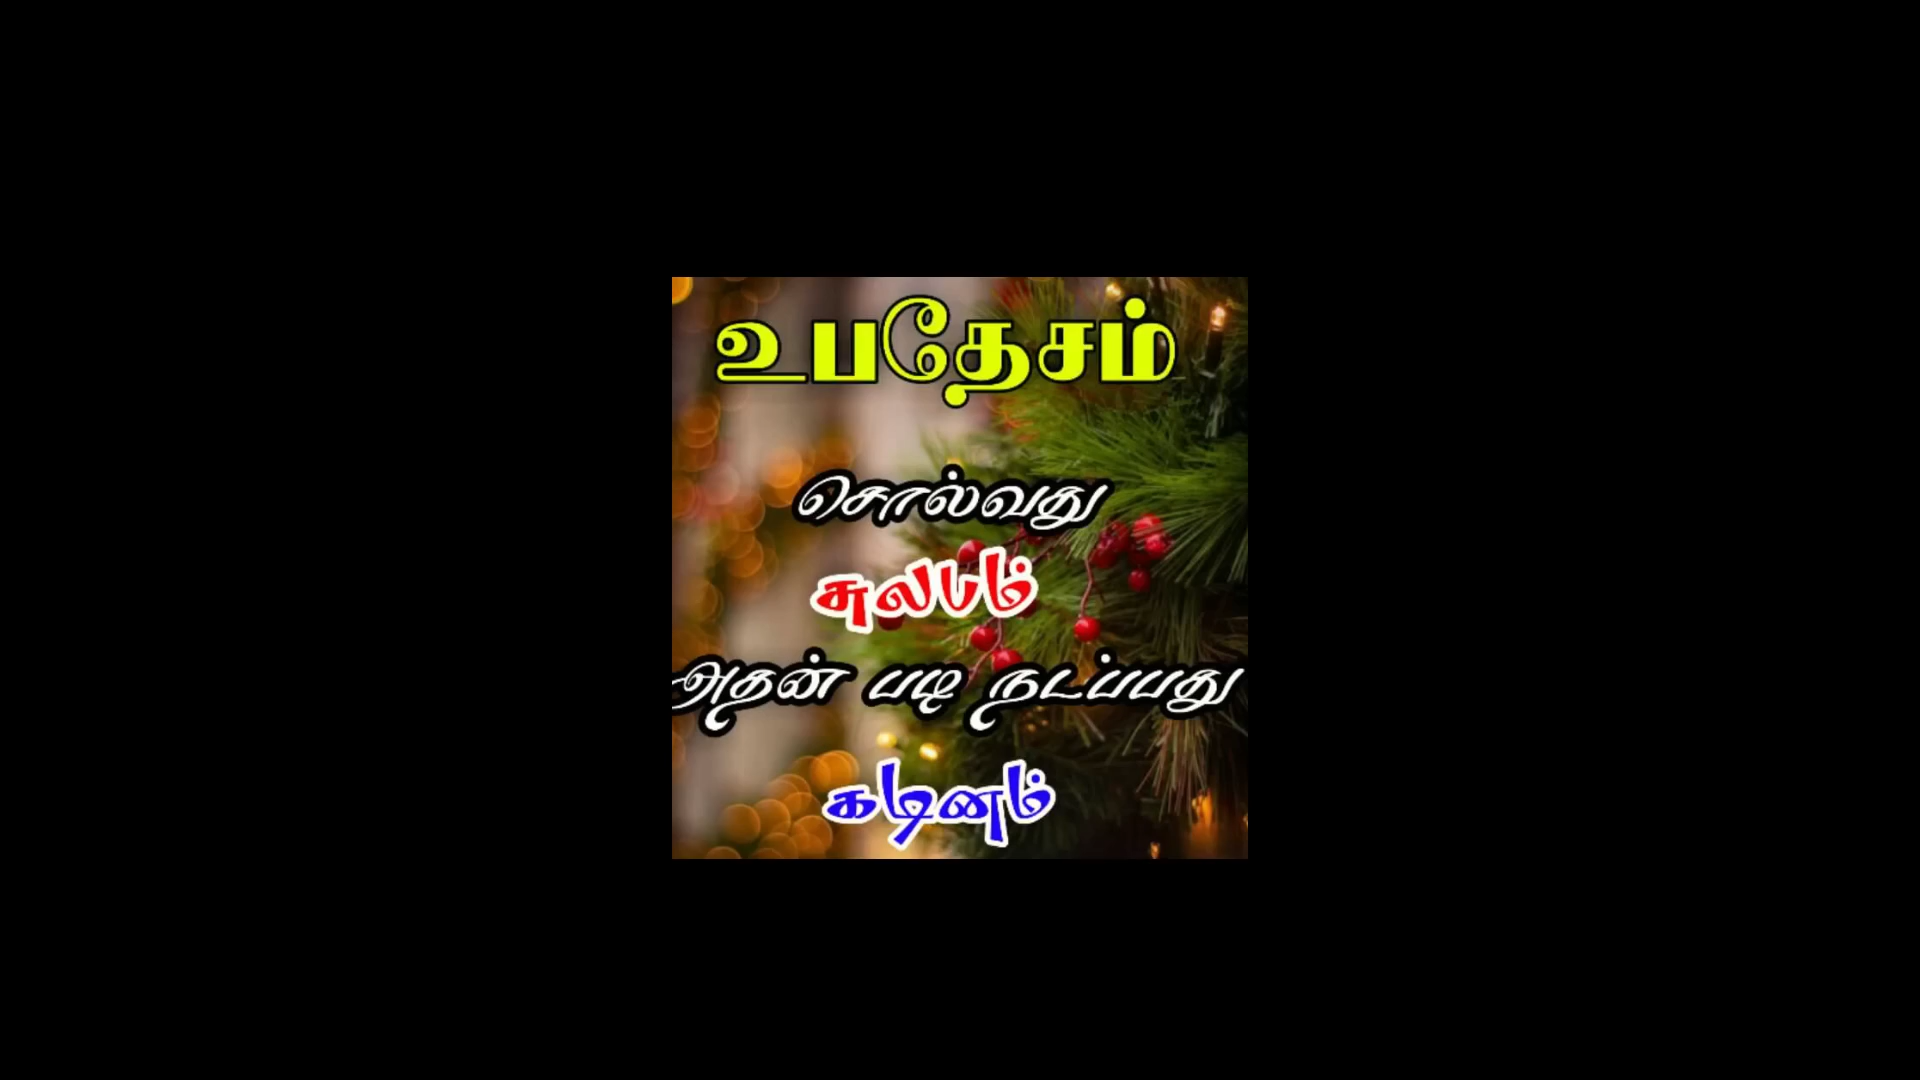 உபதேசம்
சொல்வது
சுலபம்
அதன் படி நடப்பது
கடினம்